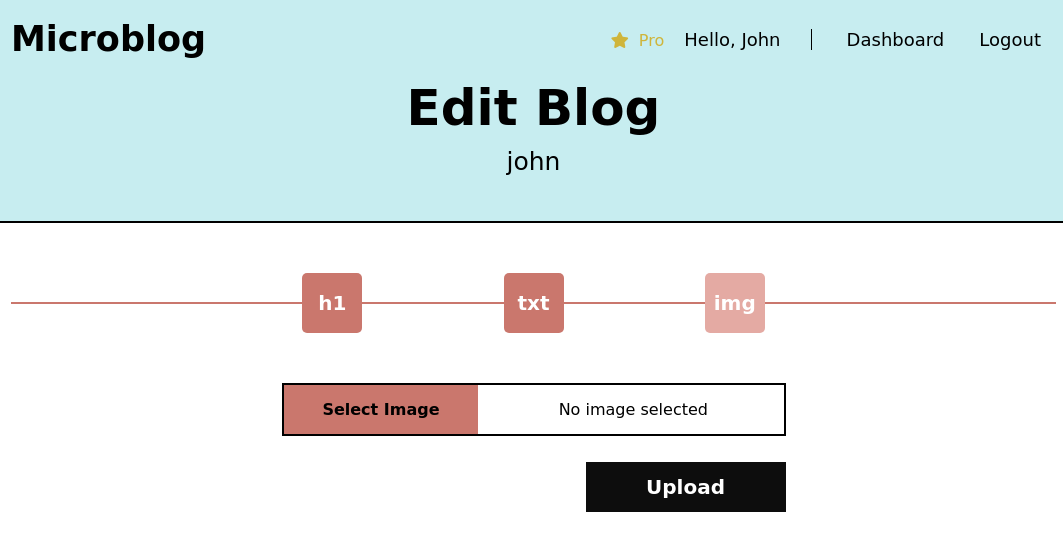 Microblog
Pro Hello, John Dashboard Logout
Edit Blog
john
h1 txt img
Select Image No image selected
Upload